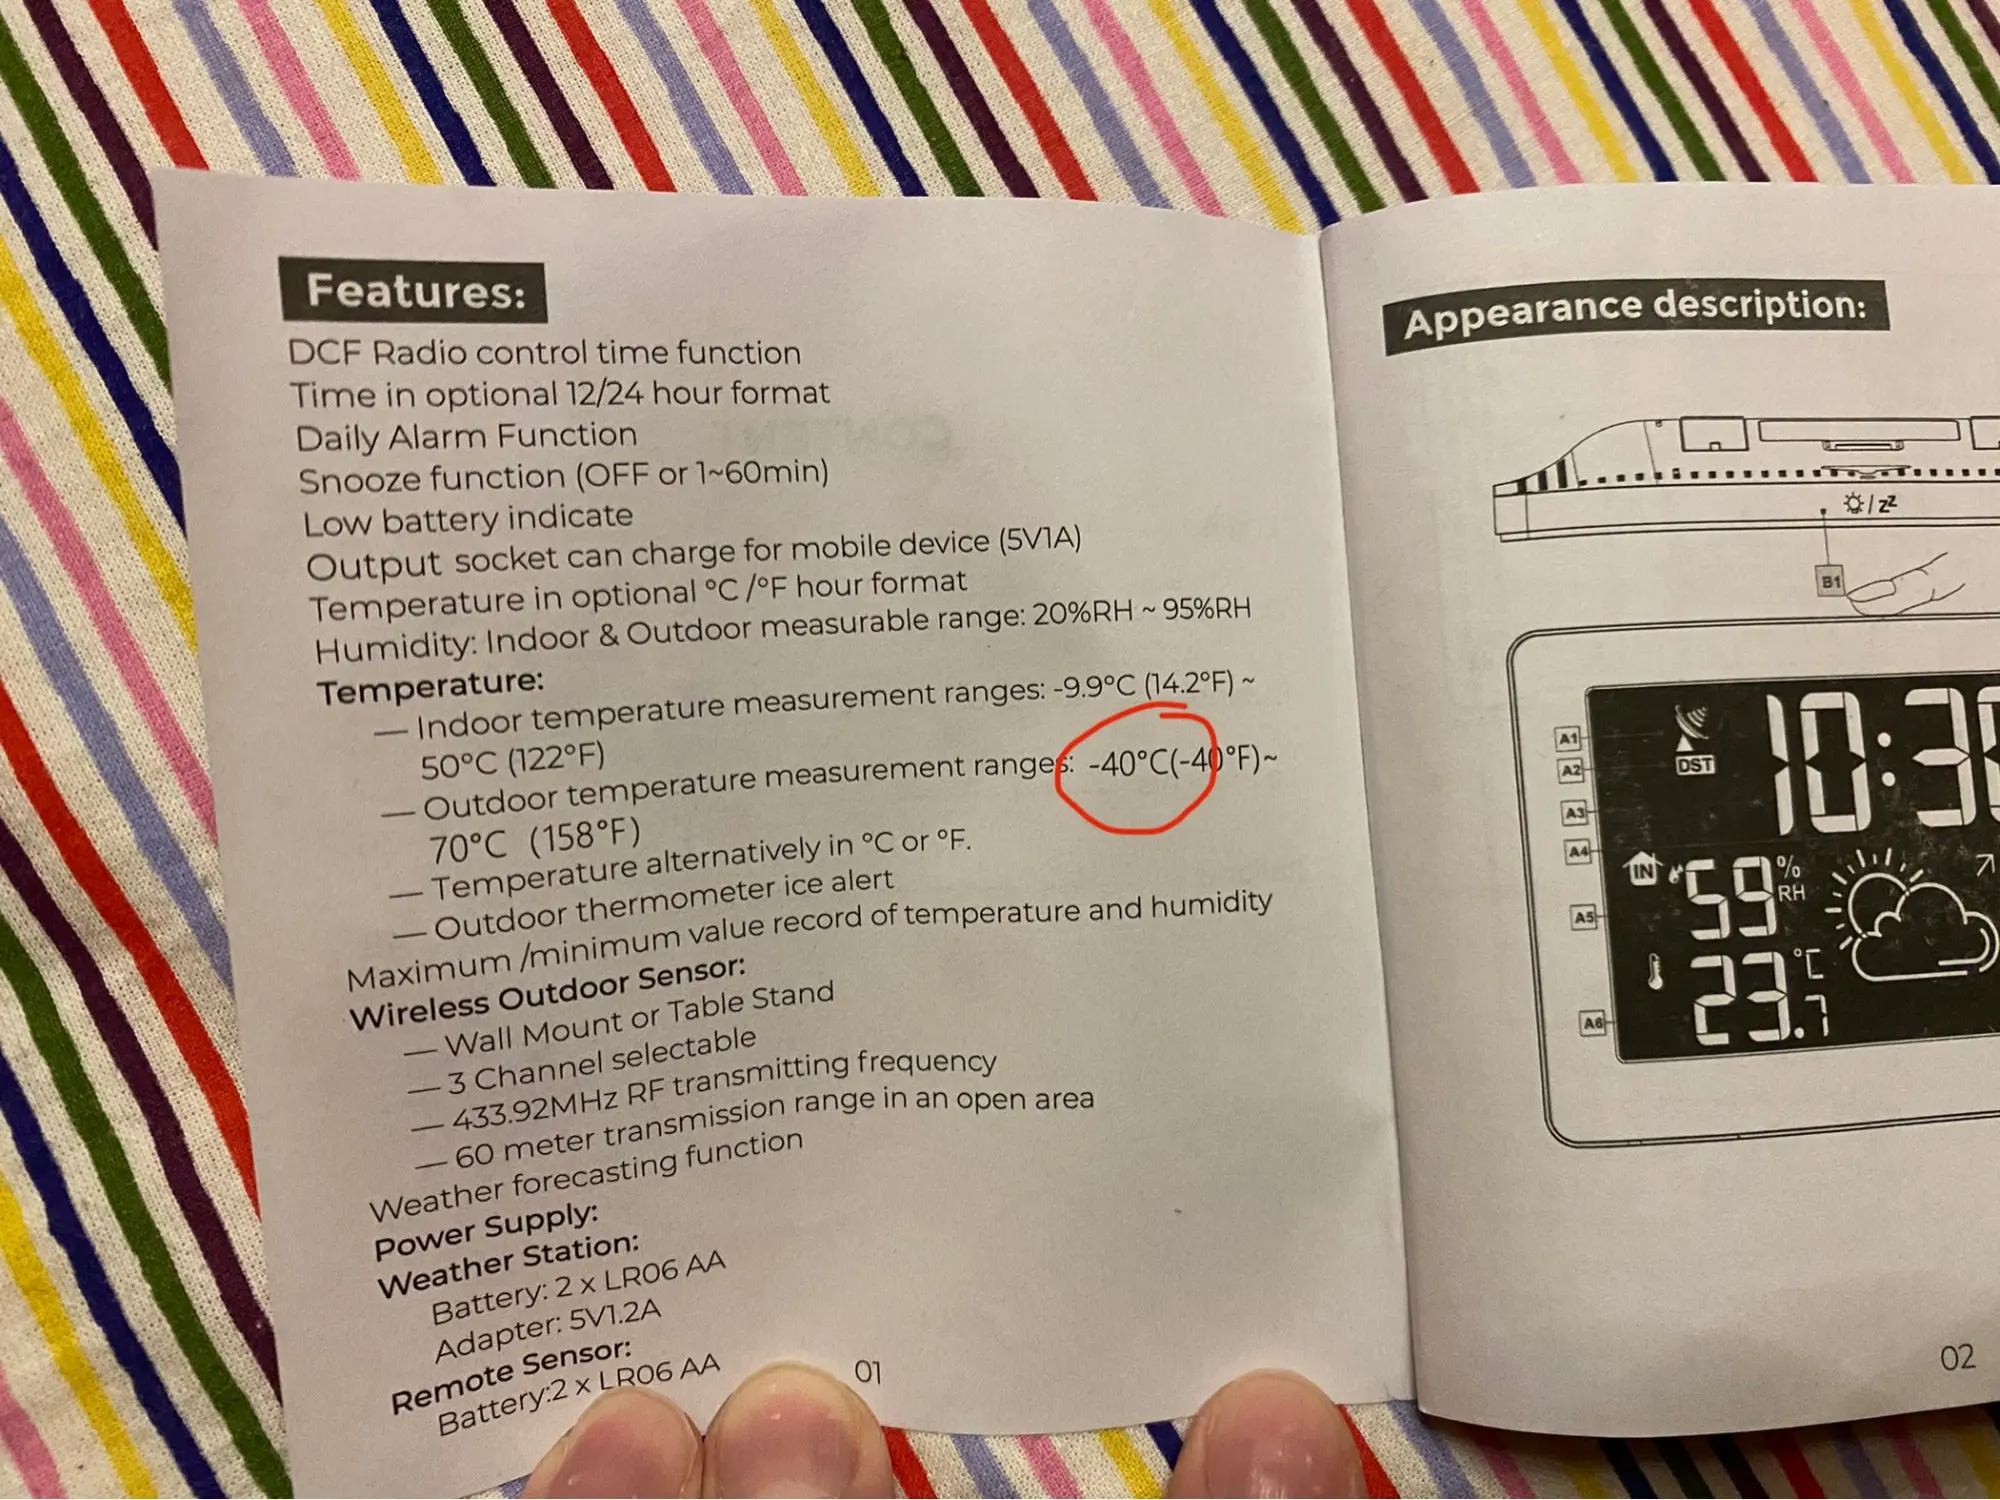 Features:
DCF Radio control time function
Time in optional 12/24 hour format
Daily Alarm Function
Snooze function (OFF or 1~60min)
Low battery indicate
Output socket can charge for mobile device (5V1A)
Temperature in optional °C /°F hour format
Humidity: Indoor & Outdoor measurable range: 20%RH ~ 95%RH
Temperature:
— Indoor temperature measurement ranges: -9.9°C (14.2°F) ~
50°C (122°F)
— Outdoor temperature measurement ranges: -40°C(-40°F)~
70°C (158°F)
— Temperature alternatively in °C or °F.
— Outdoor thermometer ice alert
Maximum /minimum value record of temperature and humidity
Wireless Outdoor Sensor:
— Wall Mount or Table Stand
— 3 Channel selectable
— 433.92MHz RF transmitting frequency
— 60 meter transmission range in an open area
Weather forecasting function
Power Supply:
Weather Station:
Battery: 2 x LR06 AA
Adapter: 5V1.2A
Remote Sensor:
Battery:2 x LR06 AA
01
Appearance description:
/ zz
B1
A1
A2
A3
A4
A5
A6
DST
10:30
IN
59 % RH
23.7 °C
02